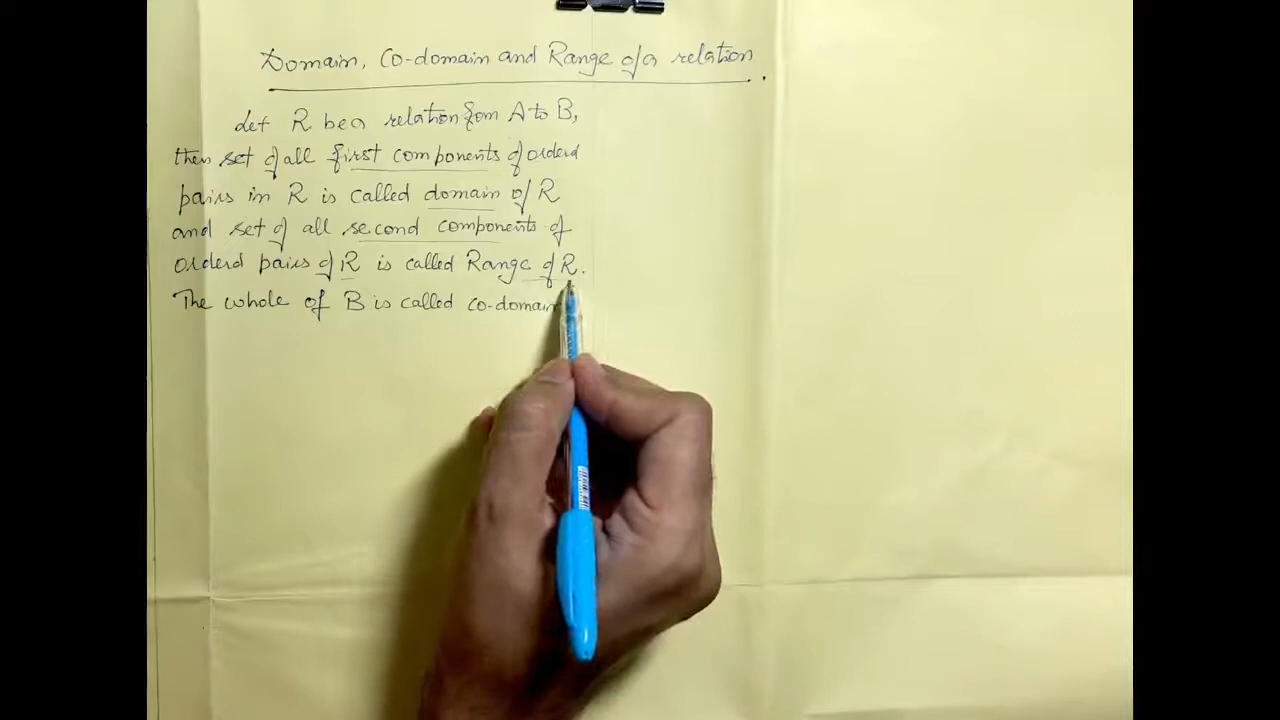 Domain, Co-domain and Range of a relation.
Let R be a relation from A to B,
then set of all first components of orderd
pairs in R is called domain of R
and set of all second components of
orderd pairs of R is called Range of R.
The whole of B is called co-domain